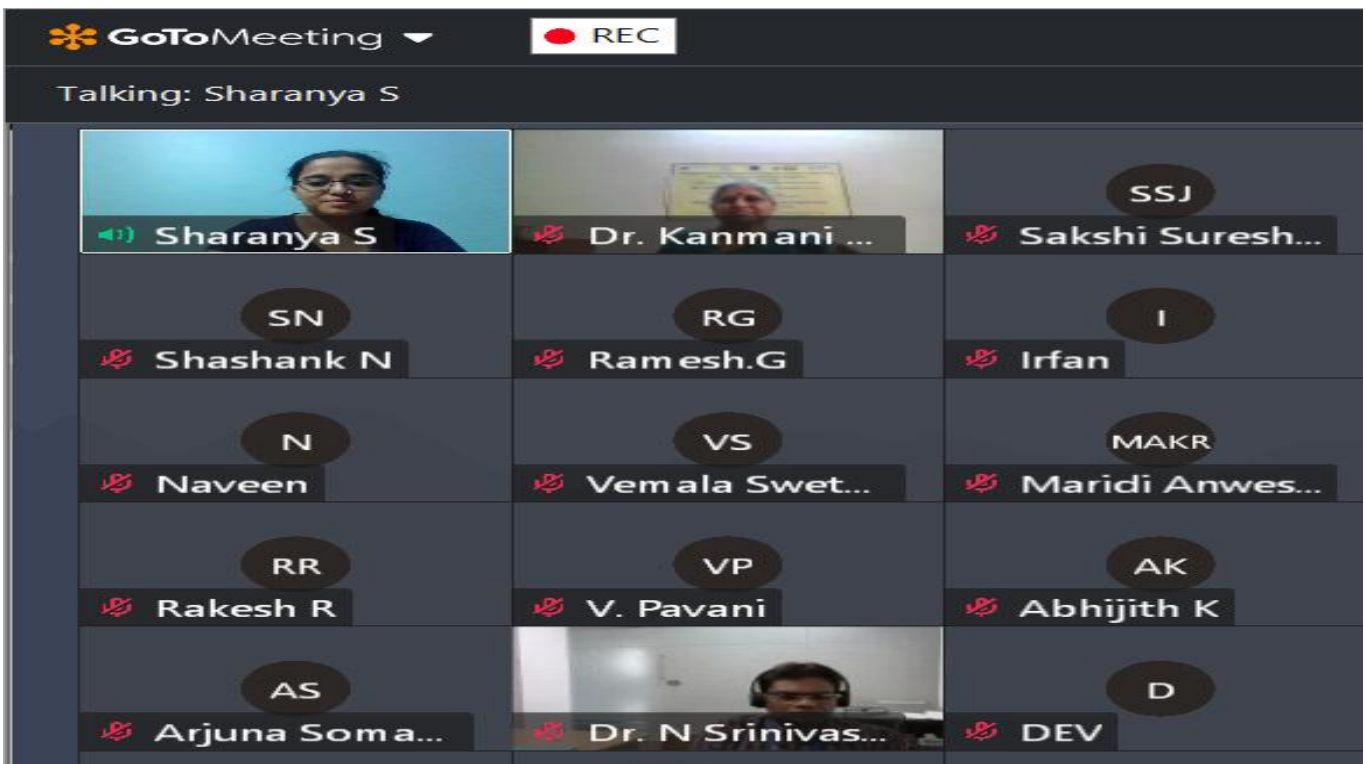 GoToMeeting REC
Talking: Sharanya S
SSJ
Sharanya S Dr. Kanmani ... Sakshi Suresh...
SN RG I
Shashank N Ramesh.G Irfan
N VS MAKR
Naveen Vemala Swet... Maridi Anwes...
RR VP AK
Rakesh R V. Pavani Abhijith K
AS D
Arjuna Soma... Dr. N Srinivas... DEV